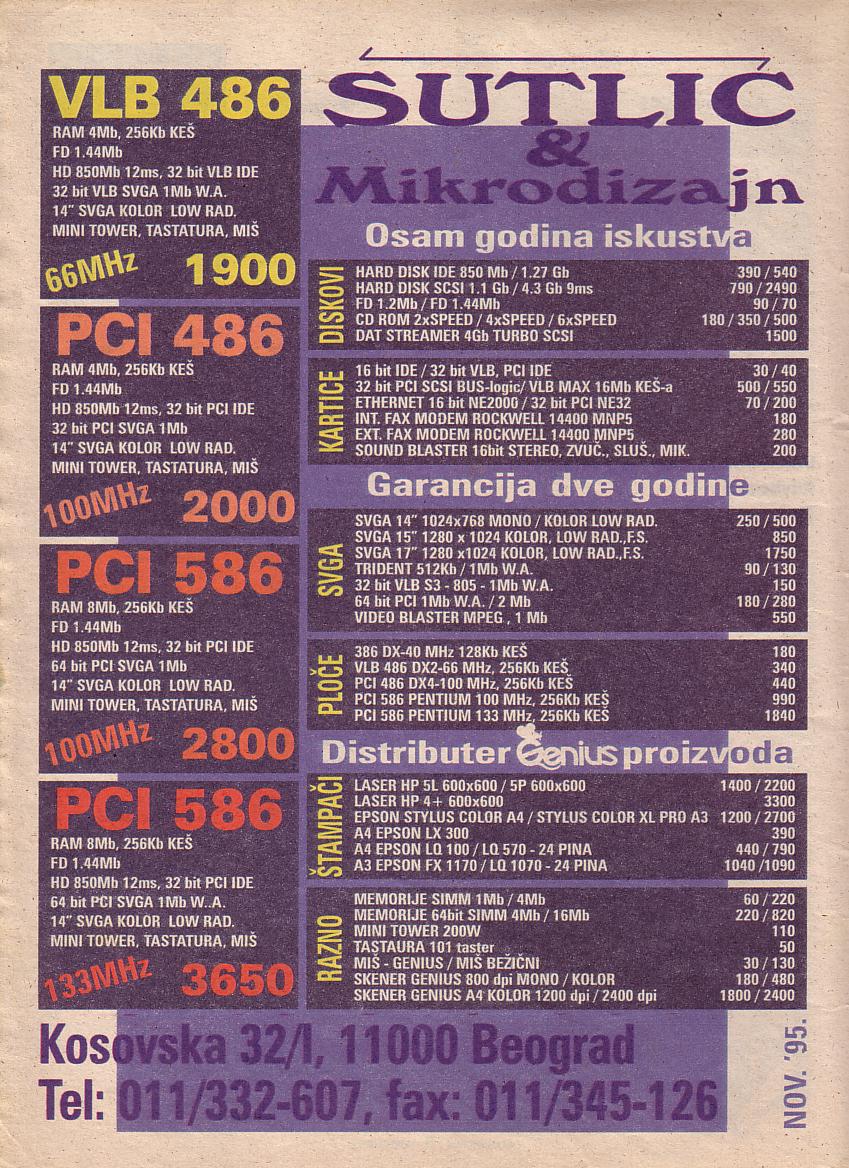 VLB 486
RAM 4Mb, 256Kb KEŠ
FD 1.44Mb
HD 850Mb 12ms, 32 bit VLB IDE
32 bit VLB SVGA 1Mb W.A.
14" SVGA KOLOR LOW RAD.
MINI TOWER, TASTATURA, MIŠ
66MHz 1900
PCI 486
RAM 4Mb, 256Kb KEŠ
FD 1.44Mb
HD 850Mb 12ms, 32 bit PCI IDE
32 bit PCI SVGA 1Mb
14" SVGA KOLOR LOW RAD.
MINI TOWER, TASTATURA, MIŠ
100MHz 2000
PCI 586
RAM 8Mb, 256Kb KEŠ
FD 1.44Mb
HD 850Mb 12ms, 32 bit PCI IDE
64 bit PCI SVGA 1Mb
14" SVGA KOLOR LOW RAD.
MINI TOWER, TASTATURA, MIŠ
100MHz 2800
PCI 586
RAM 8Mb, 256Kb KEŠ
FD 1.44Mb
HD 850Mb 12ms, 32 bit PCI IDE
64 bit PCI SVGA 1Mb W..A.
14" SVGA KOLOR LOW RAD.
MINI TOWER, TASTATURA, MIŠ
133MHz 3650
SUTLIĆ
&
Mikrodizajn
Osam godina iskustva
DISKOVI
HARD DISK IDE 850 Mb / 1.27 Gb 390 / 540
HARD DISK SCSI 1.1 Gb / 4.3 Gb 9ms 790 / 2490
FD 1.2Mb / FD 1.44Mb 90 / 70
CD ROM 2xSPEED / 4xSPEED / 6xSPEED 180 / 350 / 500
DAT STREAMER 4Gb TURBO SCSI 1500
KARTICE
16 bit IDE / 32 bit VLB, PCI IDE 30 / 40
32 bit PCI SCSI BUS-logic/ VLB MAX 16Mb KEŠ-a 500 / 550
ETHERNET 16 bit NE2000 / 32 bit PCI NE32 70 / 200
INT. FAX MODEM ROCKWELL 14400 MNP5 180
EXT. FAX MODEM ROCKWELL 14400 MNP5 280
SOUND BLASTER 16bit STEREO, ZVUČ., SLUŠ., MIK. 200
Garancija dve godine
SVGA
SVGA 14" 1024x768 MONO / KOLOR LOW RAD. 250 / 500
SVGA 15" 1280 x 1024 KOLOR, LOW RAD.,F.S. 850
SVGA 17" 1280 x1024 KOLOR, LOW RAD.,F.S. 1750
TRIDENT 512Kb / 1Mb W.A. 90 / 130
32 bit VLB S3 - 805 - 1Mb W.A. 150
64 bit PCI 1Mb W.A. / 2 Mb 180 / 280
VIDEO BLASTER MPEG , 1 Mb 550
PLOČE
386 DX-40 MHz 128Kb KEŠ 180
VLB 486 DX2-66 MHz, 256Kb KEŠ 340
PCI 486 DX4-100 MHz, 256Kb KEŠ 440
PCI 586 PENTIUM 100 MHz, 256Kb KEŠ 990
PCI 586 PENTIUM 133 MHz, 256Kb KEŠ 1840
Distributer Genius proizvoda
ŠTAMPAČI
LASER HP 5L 600x600 / 5P 600x600 1400 / 2200
LASER HP 4+ 600x600 3300
EPSON STYLUS COLOR A4 / STYLUS COLOR XL PRO A3 1200 / 2700
A4 EPSON LX 300 390
A4 EPSON LQ 100 / LQ 570 - 24 PINA 440 / 790
A3 EPSON FX 1170 / LQ 1070 - 24 PINA 1040 /1090
RAZNO
MEMORIJE SIMM 1Mb / 4Mb 60 / 220
MEMORIJE 64bit SIMM 4Mb / 16Mb 220 / 820
MINI TOWER 200W 110
TASTAURA 101 taster 50
MIŠ - GENIUS / MIŠ BEŽIČNI 30 / 130
SKENER GENIUS 800 dpi MONO / KOLOR 180 / 480
SKENER GENIUS A4 KOLOR 1200 dpi / 2400 dpi 1800 / 2400
Kosovska 32/I, 11000 Beograd
Tel: 011/332-607, fax: 011/345-126
NOV. '95.